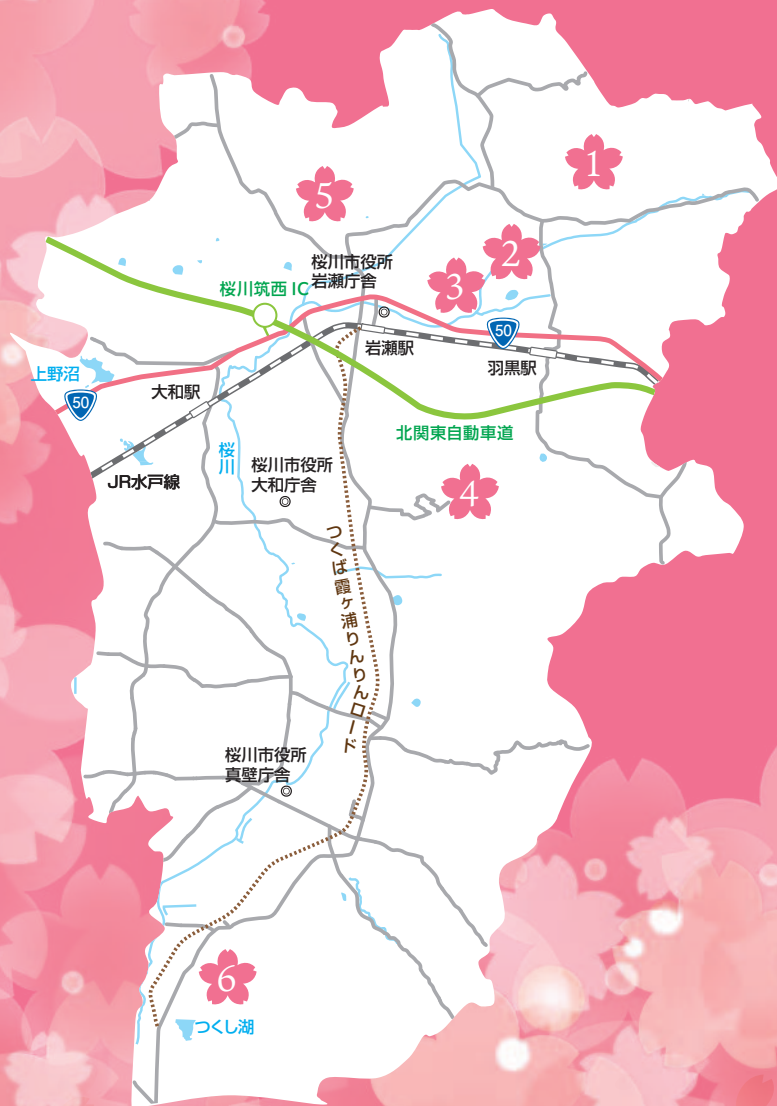 1
5
2
3
桜川市役所
岩瀬庁舎
桜川筑西IC
50
岩瀬駅
羽黒駅
上野沼
大和駅
50
北関東自動車道
桜川
桜川市役所
大和庁舎
JR水戸線
4
つくば霞ヶ浦りんりんロード
桜川市役所
真壁庁舎
6
つくし湖